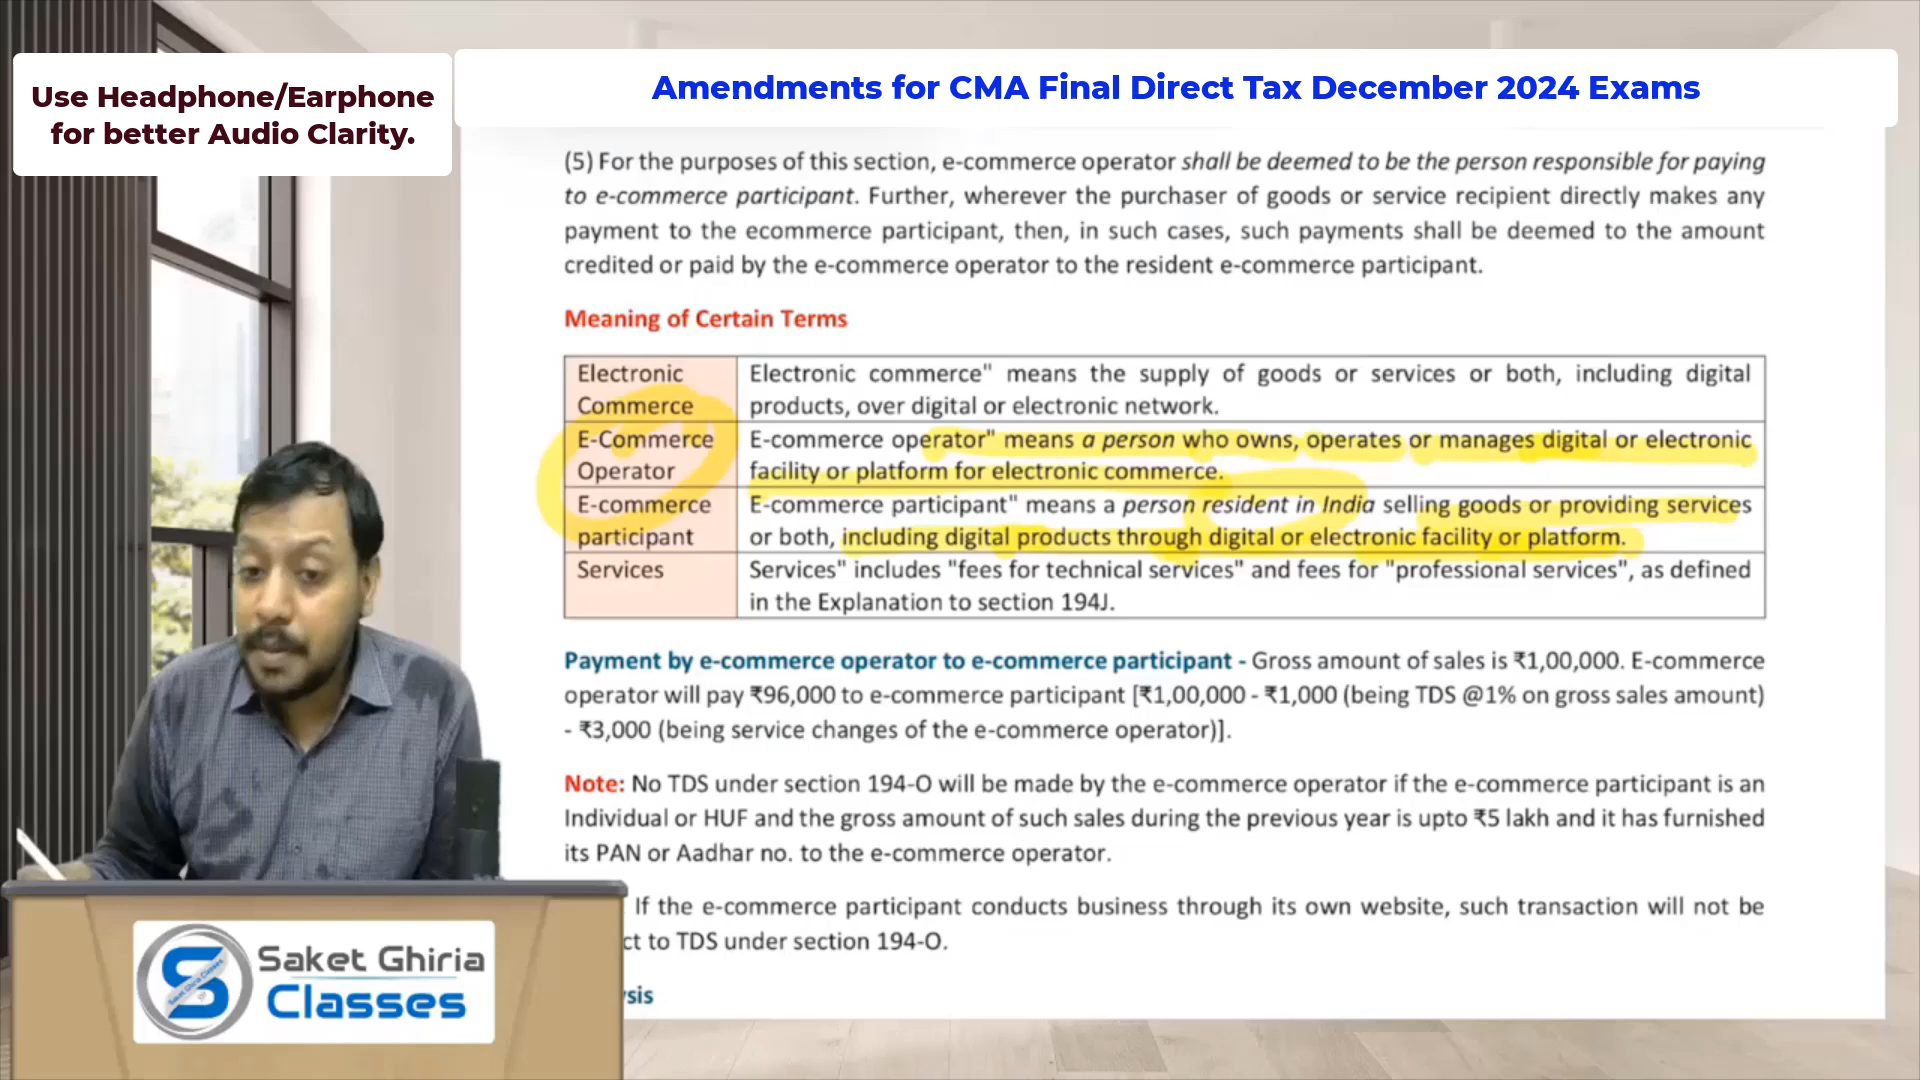 Use Headphone/Earphone
for better Audio Clarity.
Amendments for CMA Final Direct Tax December 2024 Exams
(5) For the purposes of this section, e-commerce operator shall be deemed to be the person responsible for paying
to e-commerce participant. Further, wherever the purchaser of goods or service recipient directly makes any
payment to the ecommerce participant, then, in such cases, such payments shall be deemed to the amount
credited or paid by the e-commerce operator to the resident e-commerce participant.
Meaning of Certain Terms
Electronic
Commerce
Electronic commerce" means the supply of goods or services or both, including digital
products, over digital or electronic network.
E-Commerce
Operator
E-commerce operator" means a person who owns, operates or manages digital or electronic
facility or platform for electronic commerce.
E-commerce
participant
E-commerce participant" means a person resident in India selling goods or providing services
or both, including digital products through digital or electronic facility or platform.
Services
Services" includes "fees for technical services" and fees for "professional services", as defined
in the Explanation to section 194J.
Payment by e-commerce operator to e-commerce participant - Gross amount of sales is ₹1,00,000. E-commerce
operator will pay ₹96,000 to e-commerce participant [₹1,00,000 - ₹1,000 (being TDS @1% on gross sales amount)
- ₹3,000 (being service changes of the e-commerce operator)].
Note: No TDS under section 194-O will be made by the e-commerce operator if the e-commerce participant is an
Individual or HUF and the gross amount of such sales during the previous year is upto ₹5 lakh and it has furnished
its PAN or Aadhar no. to the e-commerce operator.
If the e-commerce participant conducts business through its own website, such transaction will not be
ct to TDS under section 194-O.
ysis
Saket Ghiria
Classes